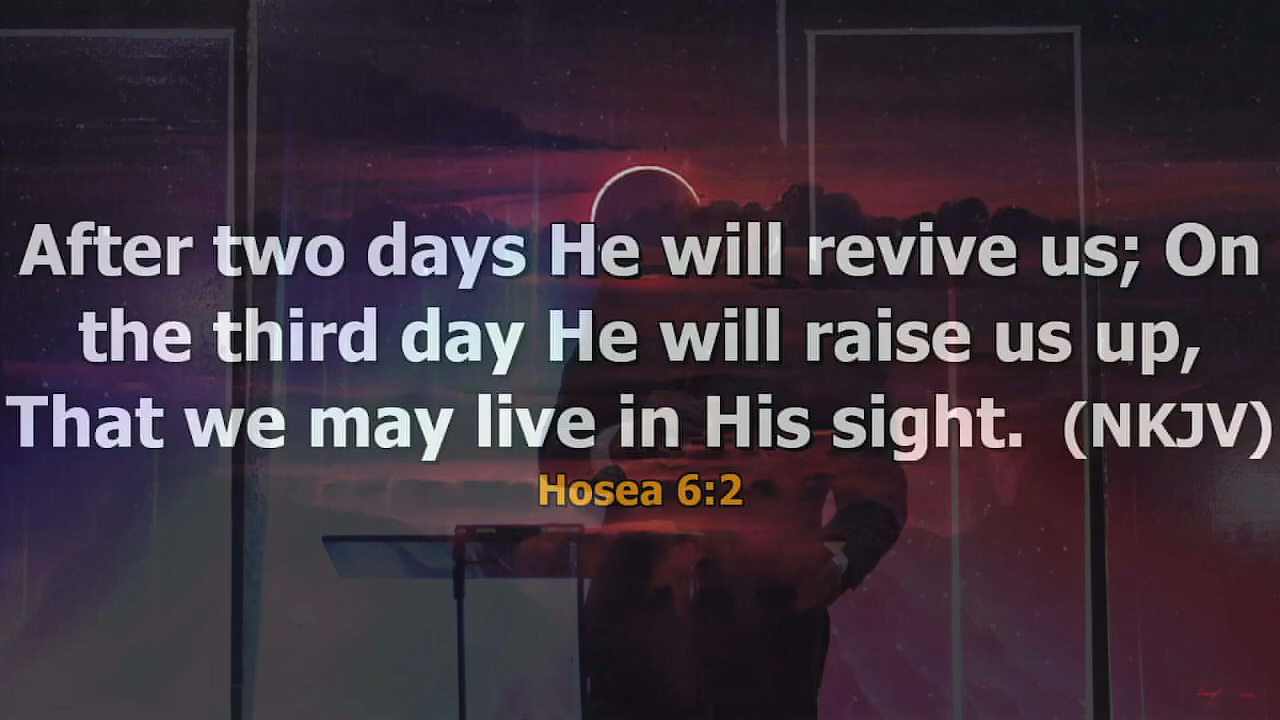 After two days He will revive us; On
the third day He will raise us up,
That we may live in His sight.  (NKJV)
Hosea 6:2